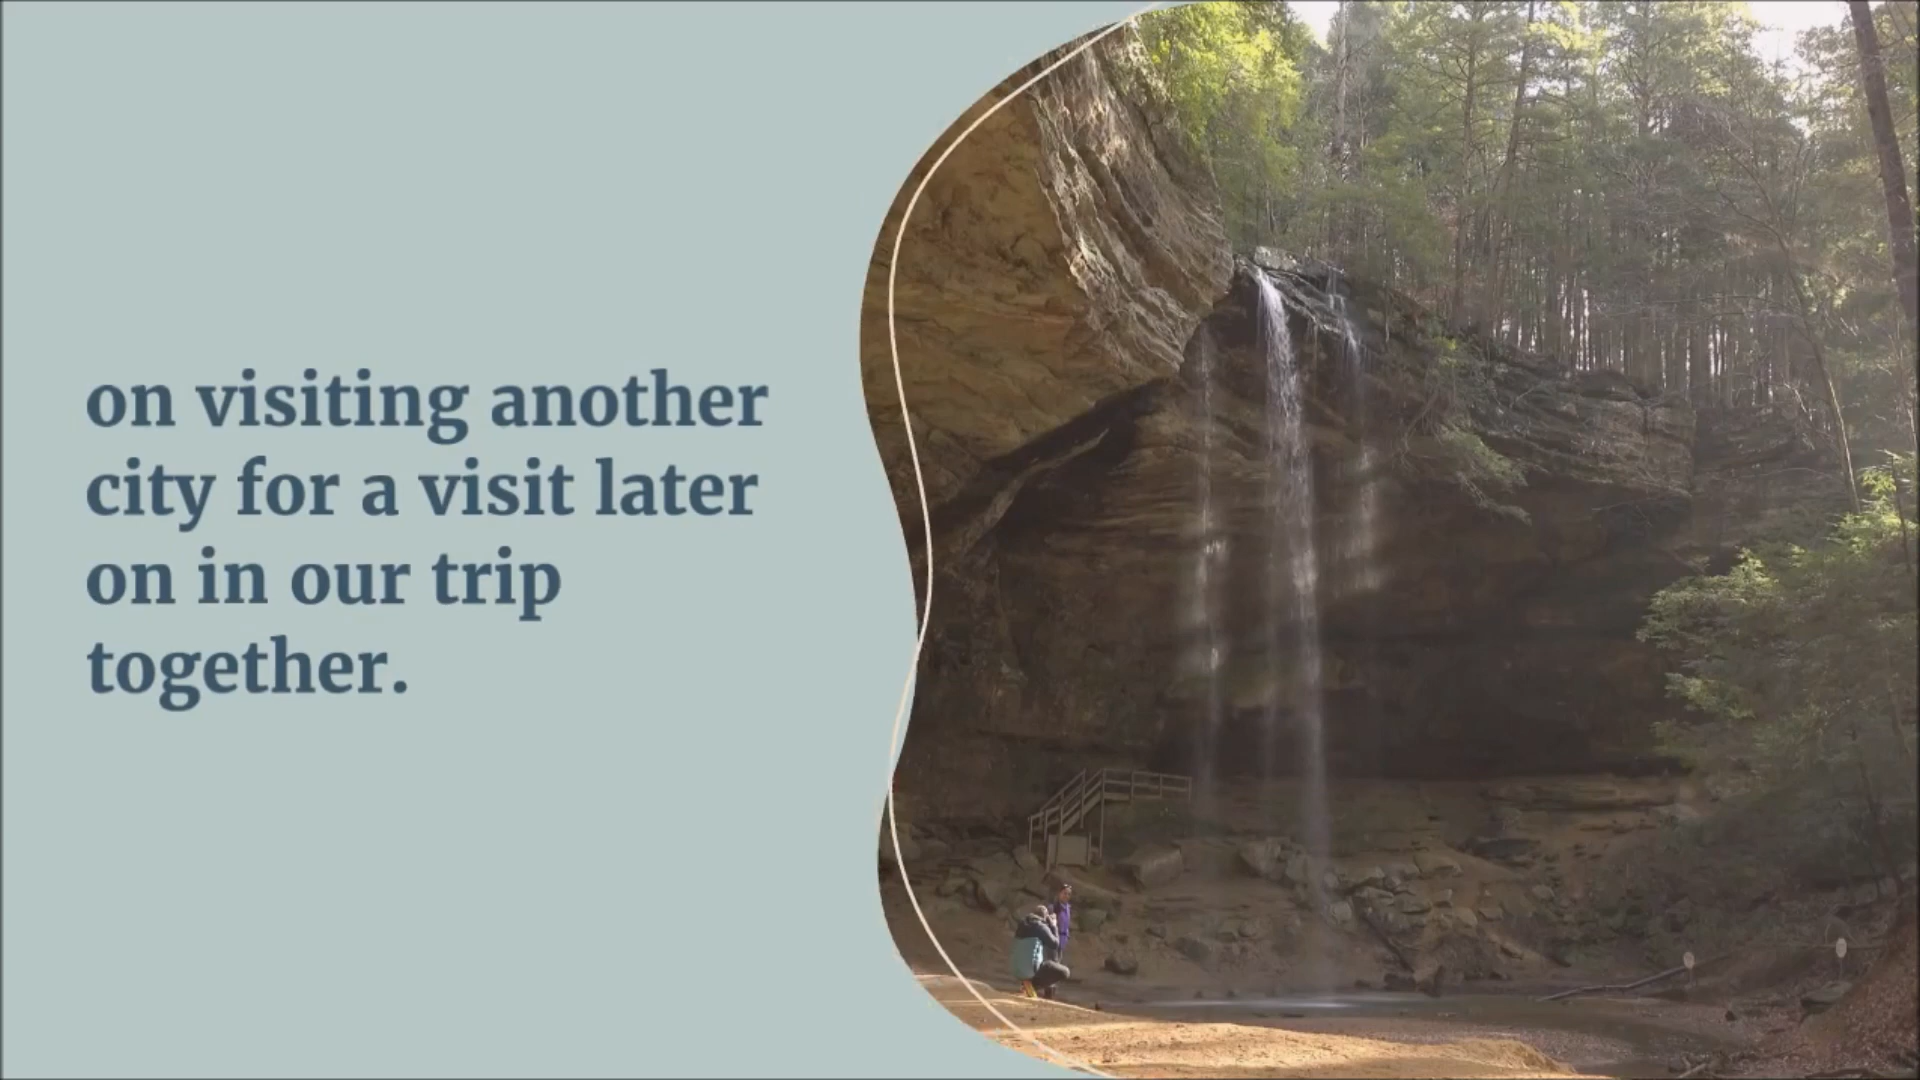 on visiting another
city for a visit later
on in our trip
together.